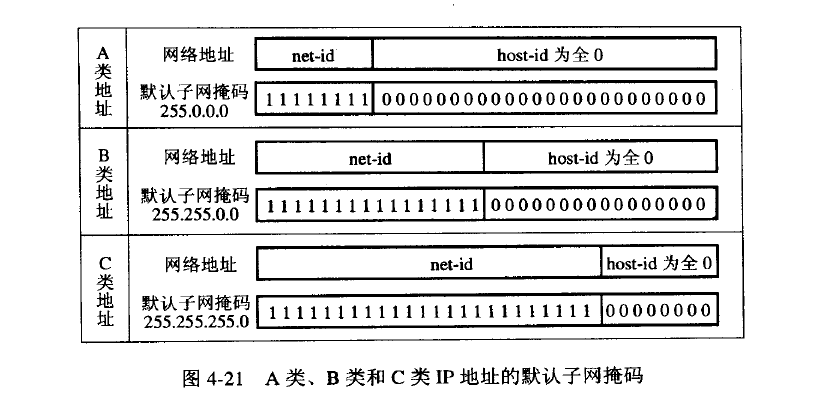 A类地址
网络地址 net-id host-id 为全 0
默认子网掩码 11111111 000000000000000000000000
255.0.0.0
B类地址
网络地址 net-id host-id 为全 0
默认子网掩码 1111111111111111 0000000000000000
255.255.0.0
C类地址
网络地址 net-id host-id 为全 0
默认子网掩码 111111111111111111111111 00000000
255.255.255.0
图 4-21 A 类、B 类和 C 类 IP 地址的默认子网掩码